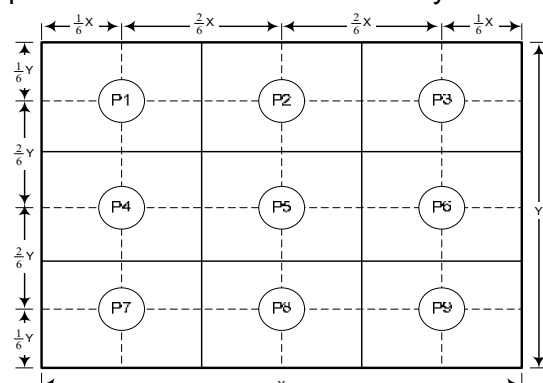 1/6 X 2/6 X 2/6 X 1/6 X
1/6 Y
P1 P2 P3
2/6 Y
P4 P5 P6 Y
2/6 Y
P7 P8 P9
1/6 Y
X